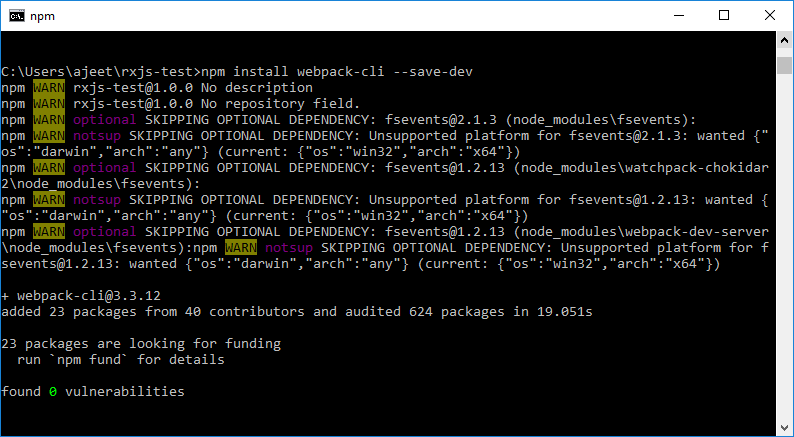 npm
C:\Users\ajeet\rxjs-test>npm install webpack-cli --save-dev
npm WARN rxjs-test@1.0.0 No description
npm WARN rxjs-test@1.0.0 No repository field.
npm WARN optional SKIPPING OPTIONAL DEPENDENCY: fsevents@2.1.3 (node_modules\fsevents):
npm WARN notsup SKIPPING OPTIONAL DEPENDENCY: Unsupported platform for fsevents@2.1.3: wanted {"
os":"darwin","arch":"any"} (current: {"os":"win32","arch":"x64"})
npm WARN optional SKIPPING OPTIONAL DEPENDENCY: fsevents@1.2.13 (node_modules\watchpack-chokidar
2\node_modules\fsevents):
npm WARN notsup SKIPPING OPTIONAL DEPENDENCY: Unsupported platform for fsevents@1.2.13: wanted {
"os":"darwin","arch":"any"} (current: {"os":"win32","arch":"x64"})
npm WARN optional SKIPPING OPTIONAL DEPENDENCY: fsevents@1.2.13 (node_modules\webpack-dev-server
\node_modules\fsevents):npm WARN notsup SKIPPING OPTIONAL DEPENDENCY: Unsupported platform for f
sevents@1.2.13: wanted {"os":"darwin","arch":"any"} (current: {"os":"win32","arch":"x64"})
+ webpack-cli@3.3.12
added 23 packages from 40 contributors and audited 624 packages in 19.051s
23 packages are looking for funding
run `npm fund` for details
found 0 vulnerabilities